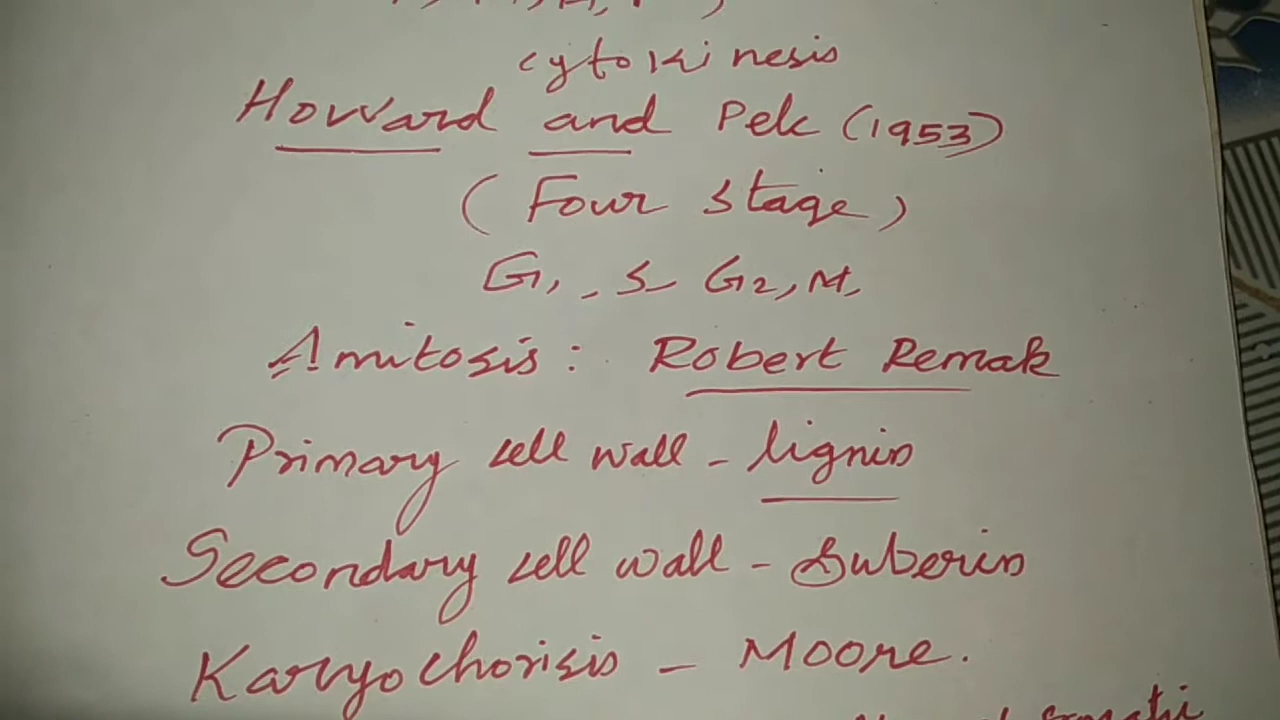 cytokinesis
Howard and Pelc (1953)
(Four stage)
G1, - S G2, M,
Amitosis: Robert Remak
Primary cell wall - lignin
Secondary cell wall - Suberin
Karyochorisis - Moore.